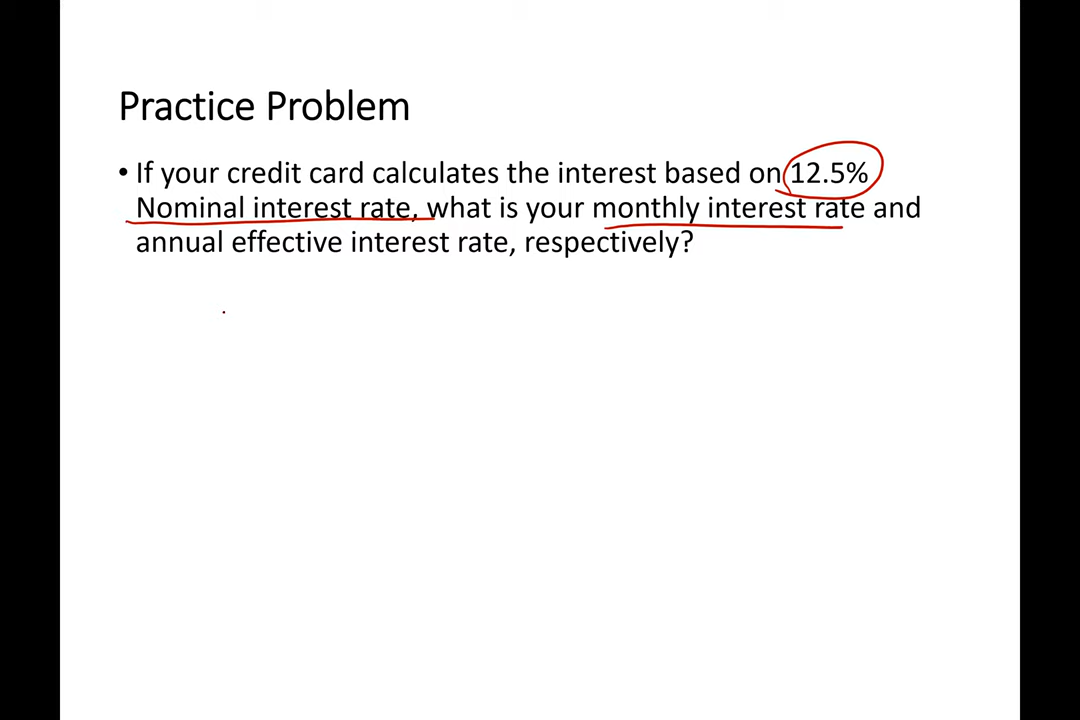 Practice Problem
• If your credit card calculates the interest based on 12.5%
Nominal interest rate, what is your monthly interest rate and
annual effective interest rate, respectively?